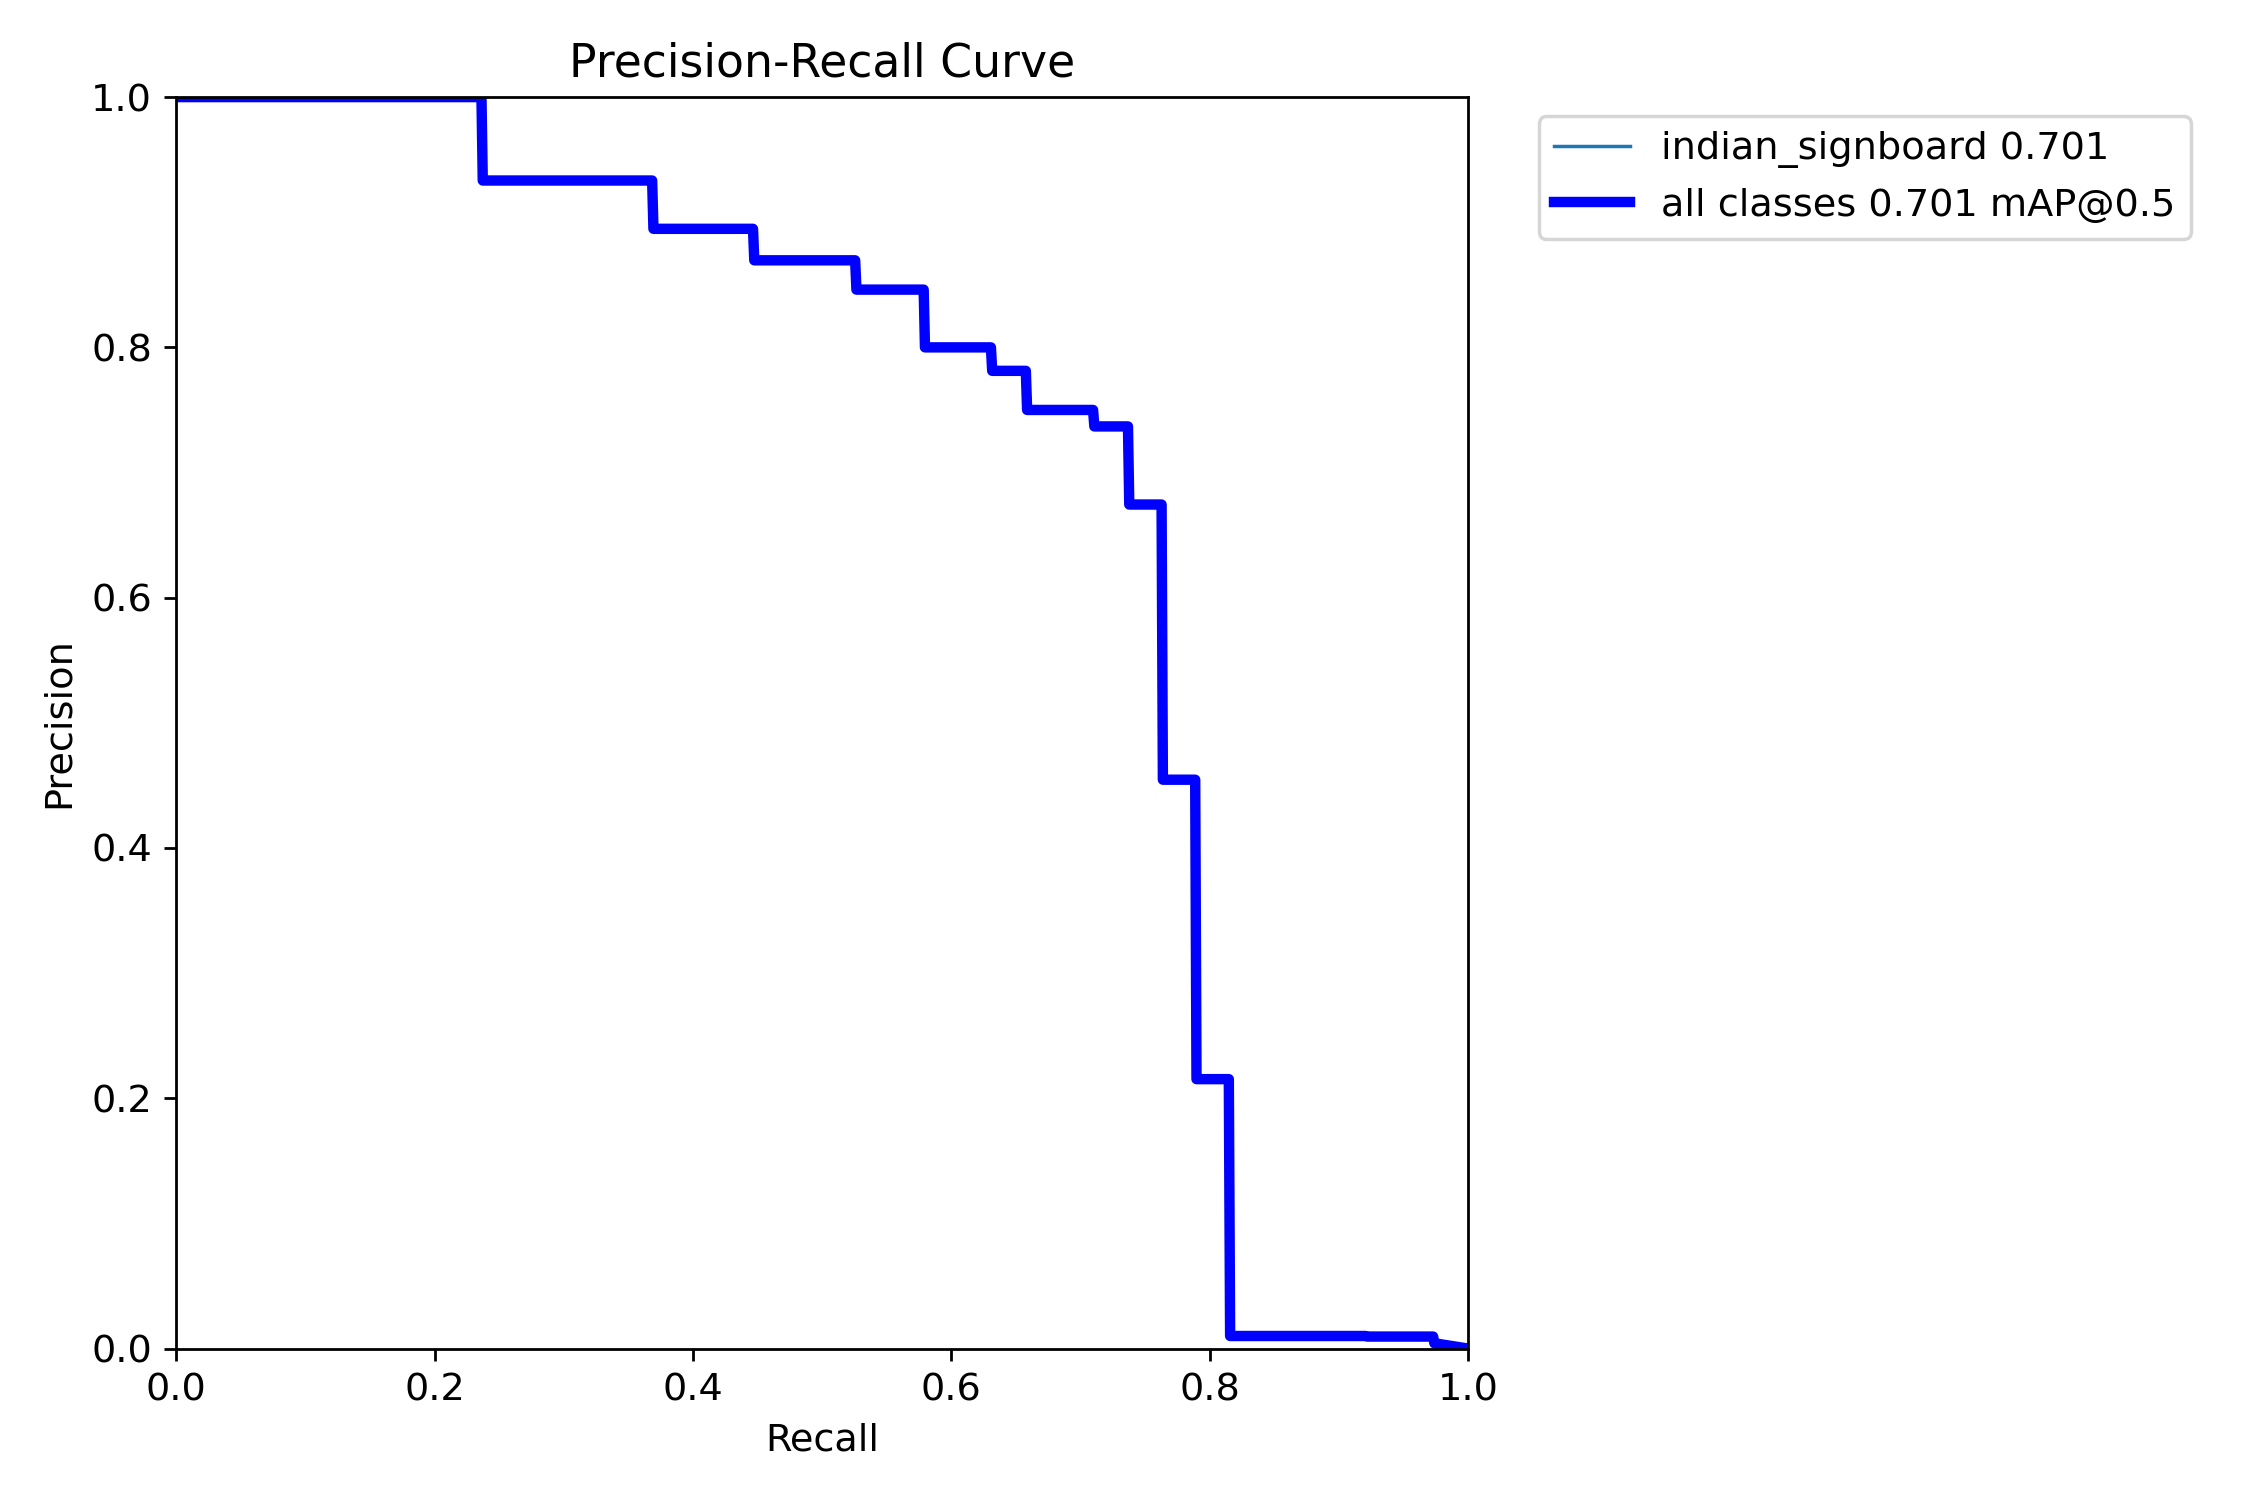 Precision-Recall Curve
indian_signboard 0.701
all classes 0.701 mAP@0.5
1.0
0.8
0.6
0.4
0.2
0.0
Precision
0.0 0.2 0.4 0.6 0.8 1.0
Recall